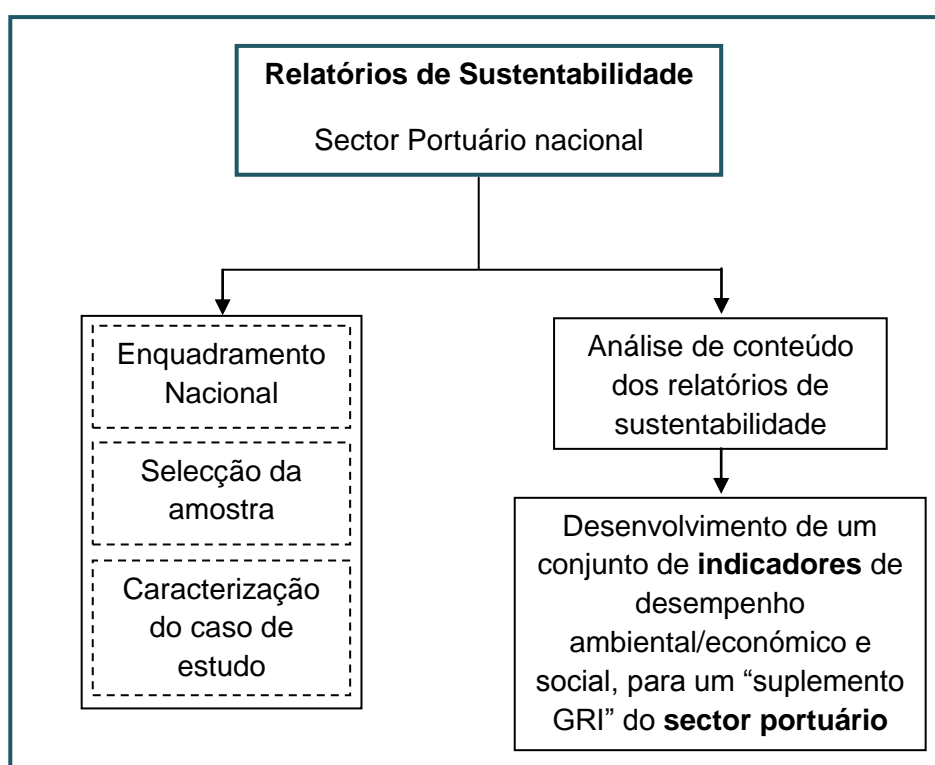 Relatórios de Sustentabilidade
Sector Portuário nacional
Enquadramento
Nacional
Selecção da
amostra
Caracterização
do caso de
estudo
Análise de conteúdo
dos relatórios de
sustentabilidade
Desenvolvimento de um
conjunto de indicadores de
desempenho
ambiental/económico e
social, para um “suplemento
GRI” do sector portuário